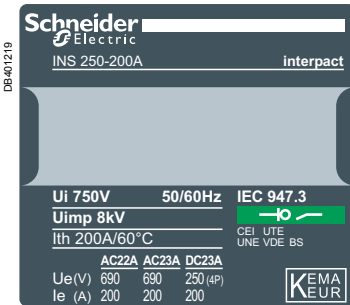 Schneider
Electric
DB401219
INS 250-200A interpact
Ui 750V 50/60Hz IEC 947.3
Uimp 8kV
Ith 200A/60°C
CEI UTE
UNE VDE BS
AC22A AC23A DC23A
Ue(V) 690 690 250 (4P)
Ie (A) 200 200 200
KEMA
KEUR